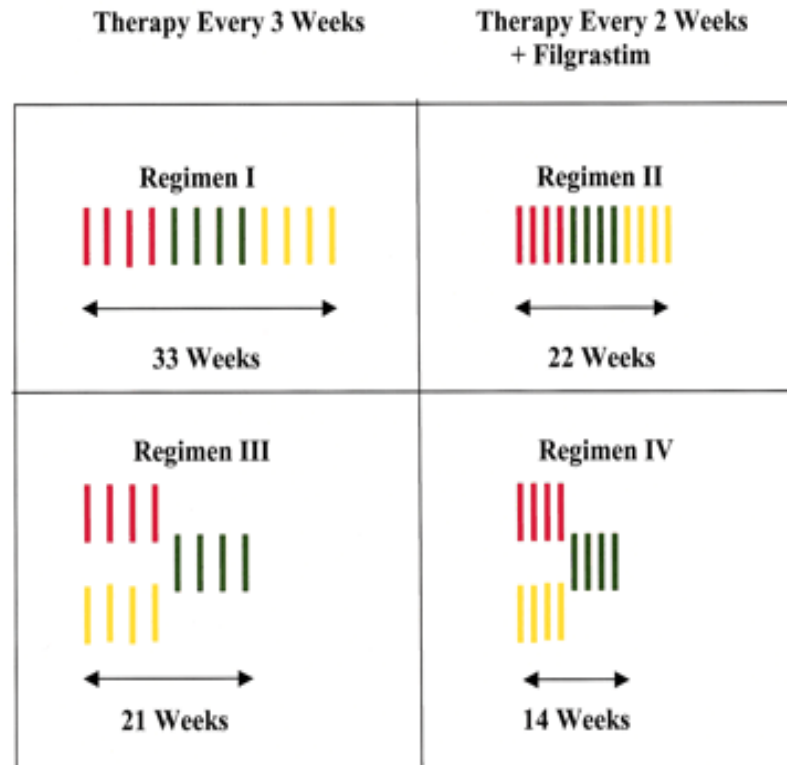 Therapy Every 3 Weeks
Therapy Every 2 Weeks
+ Filgrastim
Regimen I
33 Weeks
Regimen II
22 Weeks
Regimen III
21 Weeks
Regimen IV
14 Weeks